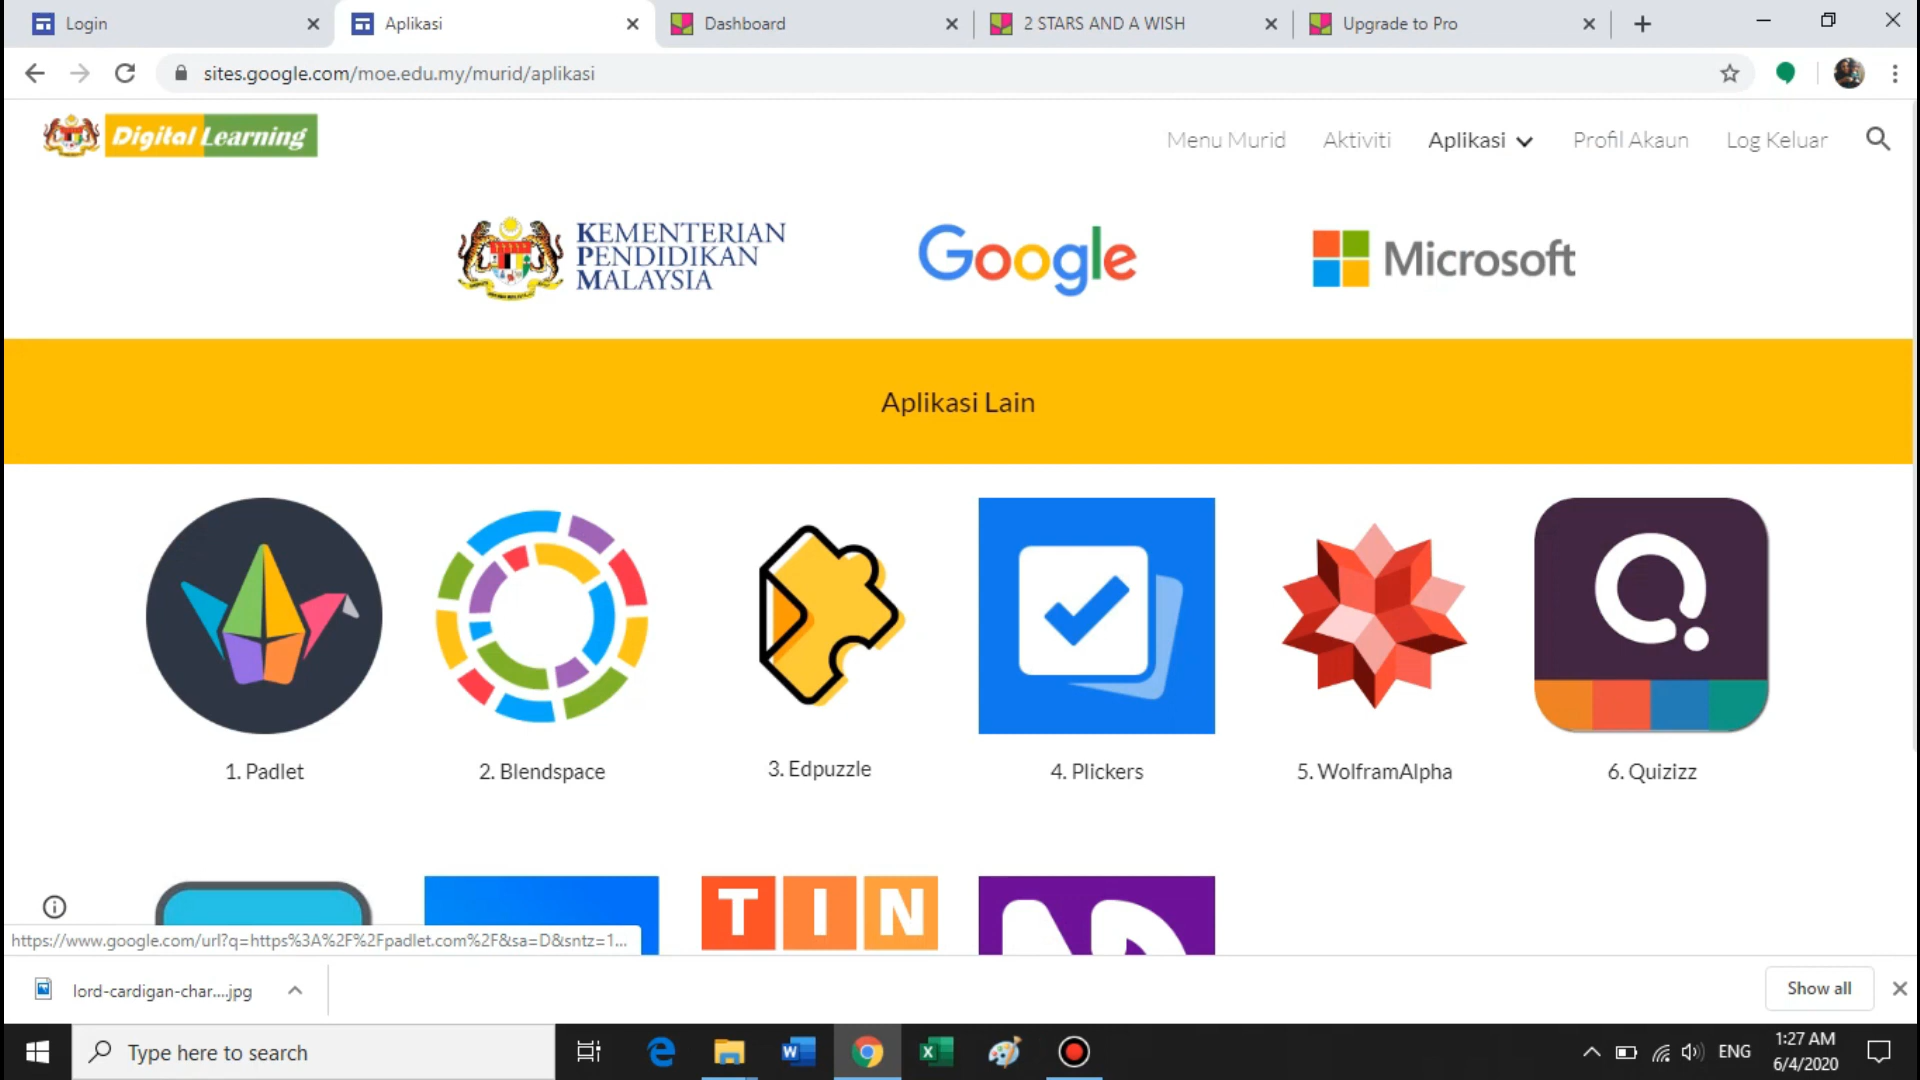 Login
Aplikasi
Dashboard
2 STARS AND A WISH
Upgrade to Pro
sites.google.com/moe.edu.my/murid/aplikasi
Digital Learning
Menu Murid
Aktiviti
Aplikasi
Profil Akaun
Log Keluar
KEMENTERIAN
PENDIDIKAN
MALAYSIA
Google
Microsoft
Aplikasi Lain
1. Padlet
2. Blendspace
3. Edpuzzle
4. Plickers
5. WolframAlpha
6. Quizizz
TIN
https://www.google.com/url?q=https%3A%2F%2Fpadlet.com%2F&sa=D&sntz=1...
lord-cardigan-char....jpg
Show all
Type here to search
ENG
1:27 AM
6/4/2020